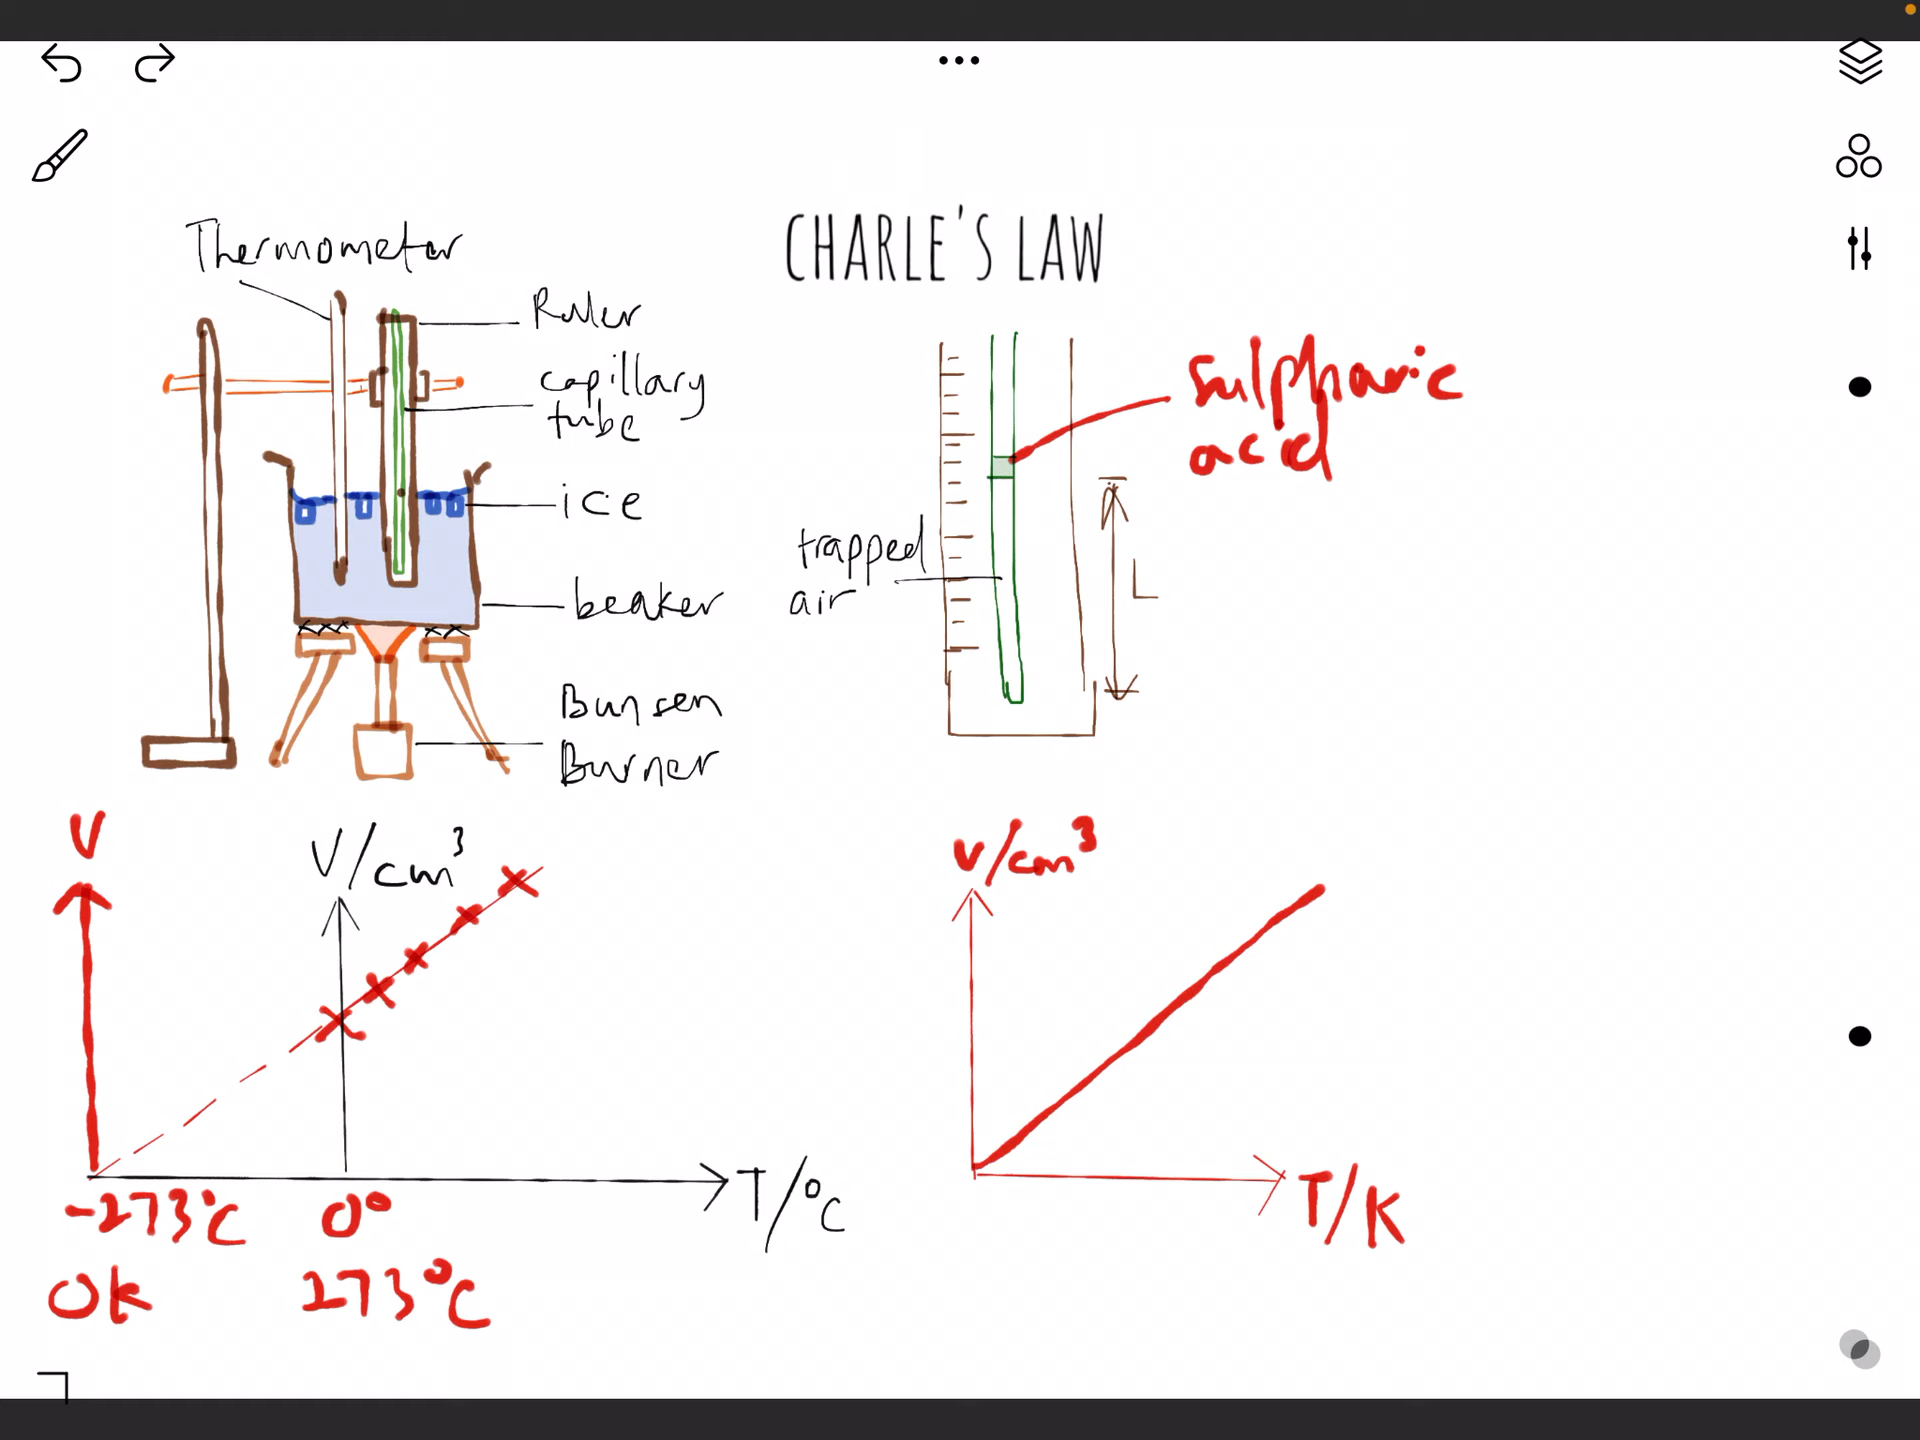 CHARLE'S LAW
Thermometer
Ruler
capillary
tube
ice
beaker
Bunsen
Burner
sulphuric
acid
trapped
air
L
V
V/cm³
T/°C
-273°C
0°
0k
273°C
V/cm³
T/K